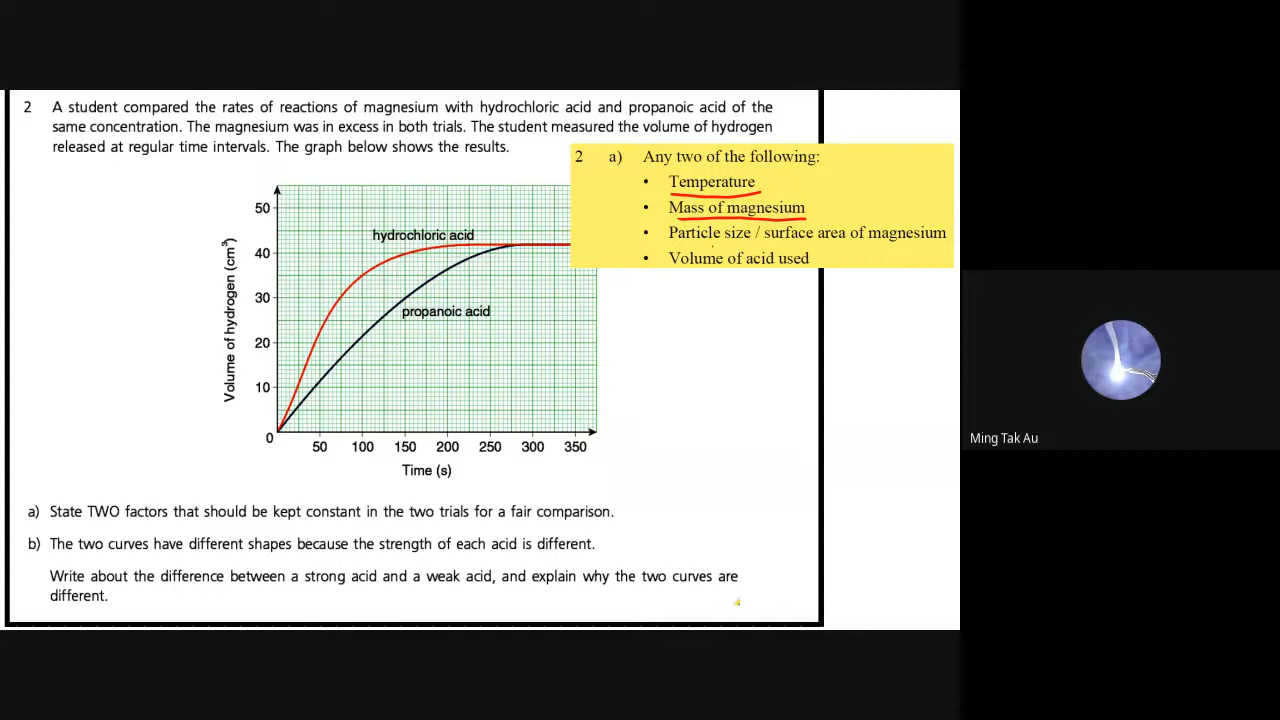 2 A student compared the rates of reactions of magnesium with hydrochloric acid and propanoic acid of the
same concentration. The magnesium was in excess in both trials. The student measured the volume of hydrogen
released at regular time intervals. The graph below shows the results.
2 a) Any two of the following:
• Temperature
• Mass of magnesium
• Particle size / surface area of magnesium
• Volume of acid used
Volume of hydrogen (cm³)
50
40
30
20
10
0
hydrochloric acid
propanoic acid
50 100 150 200 250 300 350
Time (s)
a) State TWO factors that should be kept constant in the two trials for a fair comparison.
b) The two curves have different shapes because the strength of each acid is different.
Write about the difference between a strong acid and a weak acid, and explain why the two curves are
different.
Ming Tak Au